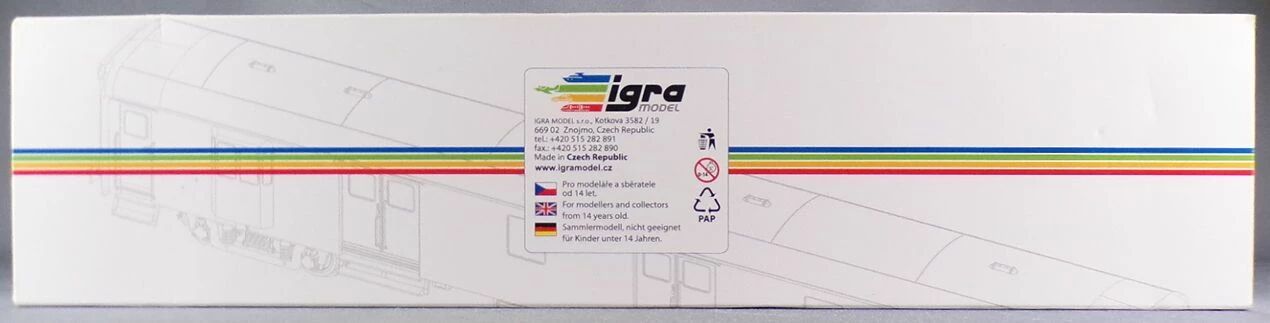 igra
MODEL
IGRA MODEL s.r.o., Kotkova 3582 / 19
669 02 Znojmo, Czech Republic
tel.: +420 515 282 891
fax.: +420 515 282 890
Made in Czech Republic
www.igramodel.cz
Pro modeláře a sběratele
od 14 let.
For modellers and collectors
from 14 years old.
Sammlermodell, nicht geeignet
für Kinder unter 14 Jahren.
0-14
PAP